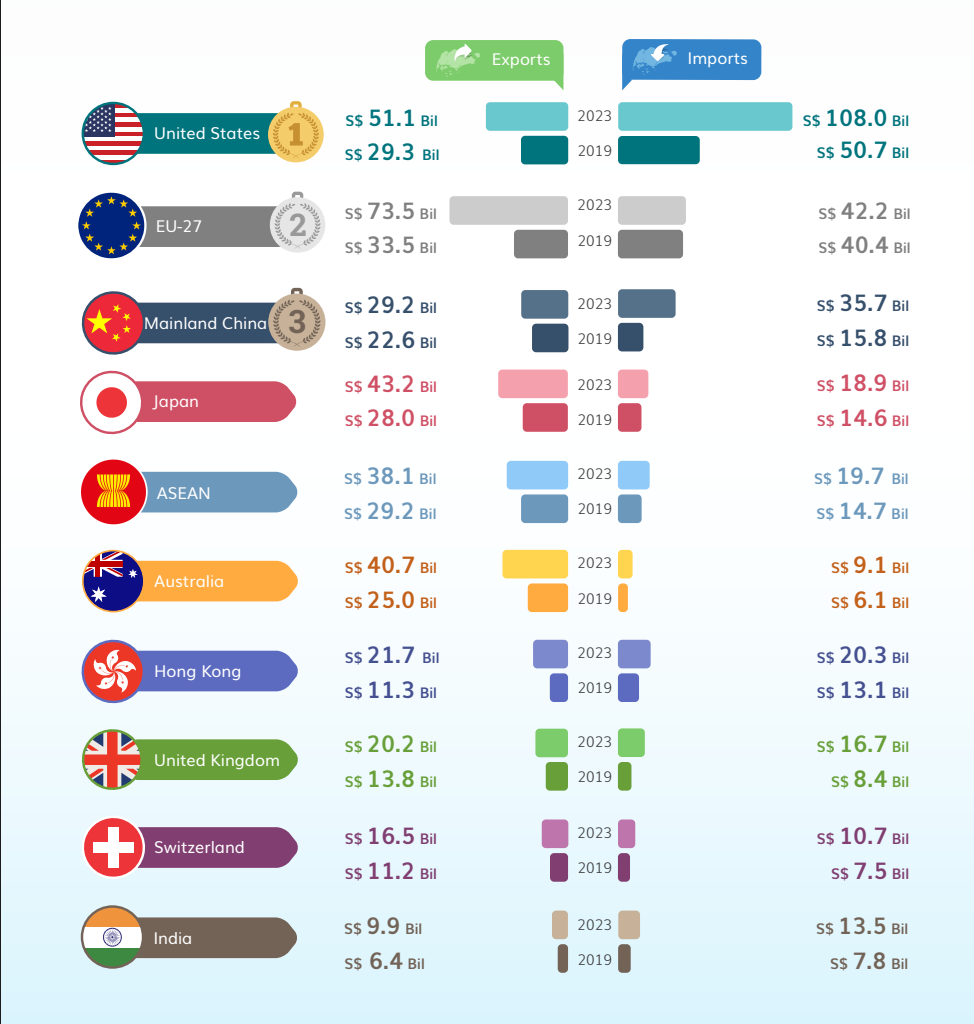 Exports Imports
United States 1 S$ 51.1 Bil 2023 S$ 108.0 Bil
S$ 29.3 Bil 2019 S$ 50.7 Bil
EU-27 2 S$ 73.5 Bil 2023 S$ 42.2 Bil
S$ 33.5 Bil 2019 S$ 40.4 Bil
Mainland China 3 S$ 29.2 Bil 2023 S$ 35.7 Bil
S$ 22.6 Bil 2019 S$ 15.8 Bil
Japan S$ 43.2 Bil 2023 S$ 18.9 Bil
S$ 28.0 Bil 2019 S$ 14.6 Bil
ASEAN S$ 38.1 Bil 2023 S$ 19.7 Bil
S$ 29.2 Bil 2019 S$ 14.7 Bil
Australia S$ 40.7 Bil 2023 S$ 9.1 Bil
S$ 25.0 Bil 2019 S$ 6.1 Bil
Hong Kong S$ 21.7 Bil 2023 S$ 20.3 Bil
S$ 11.3 Bil 2019 S$ 13.1 Bil
United Kingdom S$ 20.2 Bil 2023 S$ 16.7 Bil
S$ 13.8 Bil 2019 S$ 8.4 Bil
Switzerland S$ 16.5 Bil 2023 S$ 10.7 Bil
S$ 11.2 Bil 2019 S$ 7.5 Bil
India S$ 9.9 Bil 2023 S$ 13.5 Bil
S$ 6.4 Bil 2019 S$ 7.8 Bil